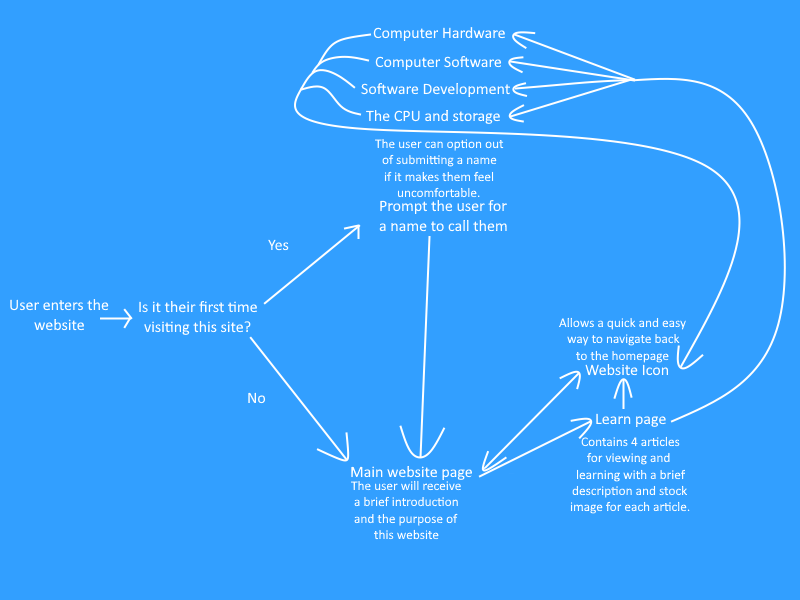 Computer Hardware
Computer Software
Software Development
The CPU and storage
The user can option out
of submitting a name
if it makes them feel
uncomfortable.
Prompt the user for
a name to call them
Yes
User enters the
website
Is it their first time
visiting this site?
No
Allows a quick and easy
way to navigate back
to the homepage
Website Icon
Learn page
Contains 4 articles
for viewing and
learning with a brief
description and stock
image for each article.
Main website page
The user will receive
a brief introduction
and the purpose of
this website